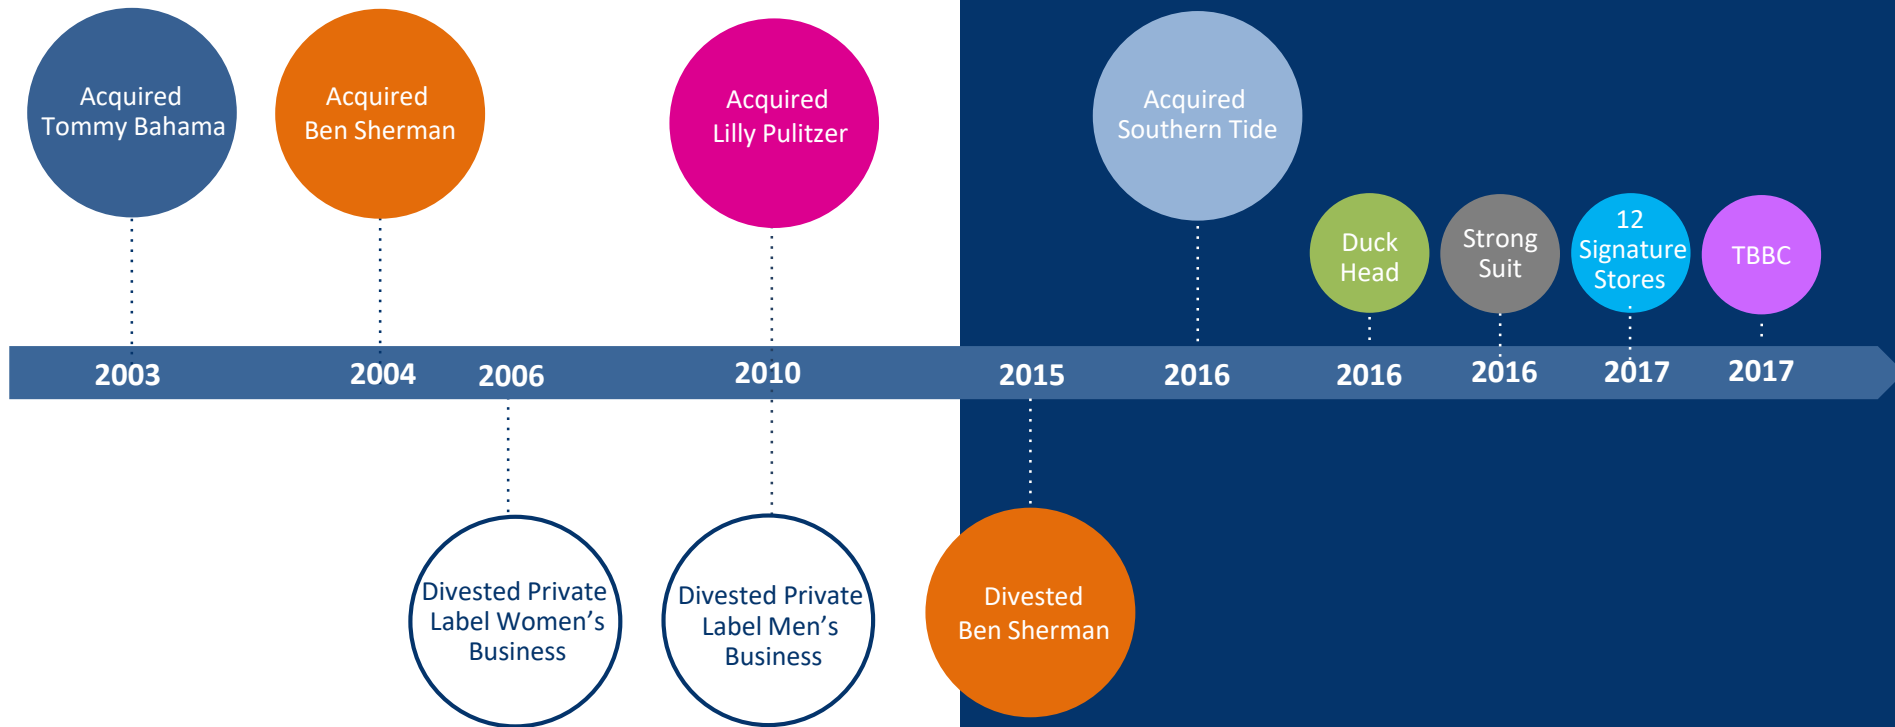 Acquired
Tommy Bahama
Acquired
Ben Sherman
Acquired
Lilly Pulitzer
Acquired
Southern Tide
Duck
Head
Strong
Suit
12
Signature
Stores
TBBC
2003
2004
2006
2010
2015
2016
2016
2016
2017
2017
Divested Private
Label Women’s
Business
Divested Private
Label Men’s
Business
Divested
Ben Sherman